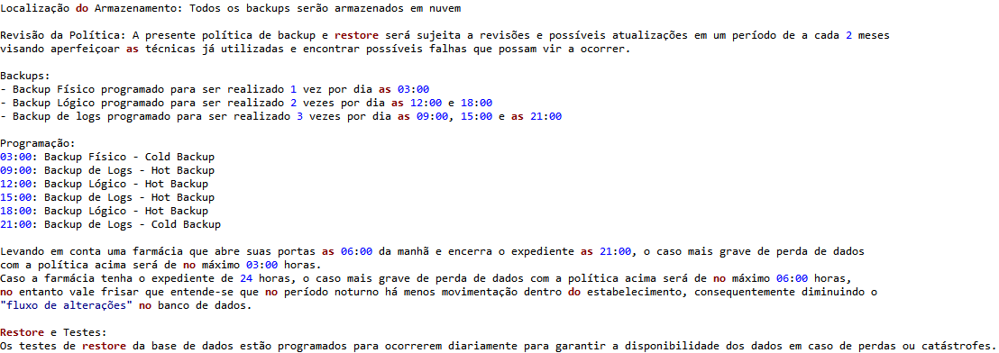 Localização do Armazenamento: Todos os backups serão armazenados em nuvem
Revisão da Política: A presente política de backup e restore será sujeita a revisões e possíveis atualizações em um período de a cada 2 meses
visando aperfeiçoar as técnicas já utilizadas e encontrar possíveis falhas que possam vir a ocorrer.
Backups:
- Backup Físico programado para ser realizado 1 vez por dia as 03:00
- Backup Lógico programado para ser realizado 2 vezes por dia as 12:00 e 18:00
- Backup de logs programado para ser realizado 3 vezes por dia as 09:00, 15:00 e as 21:00
Programação:
03:00: Backup Físico - Cold Backup
09:00: Backup de Logs - Hot Backup
12:00: Backup Lógico - Hot Backup
15:00: Backup de Logs - Hot Backup
18:00: Backup Lógico - Hot Backup
21:00: Backup de Logs - Cold Backup
Levando em conta uma farmácia que abre suas portas as 06:00 da manhã e encerra o expediente as 21:00, o caso mais grave de perda de dados
com a política acima será de no máximo 03:00 horas.
Caso a farmácia tenha o expediente de 24 horas, o caso mais grave de perda de dados com a política acima será de no máximo 06:00 horas,
no entanto vale frisar que entende-se que no período noturno há menos movimentação dentro do estabelecimento, consequentemente diminuindo o
"fluxo de alterações" no banco de dados.
Restore e Testes:
Os testes de restore da base de dados estão programados para ocorrerem diariamente para garantir a disponibilidade dos dados em caso de perdas ou catástrofes.